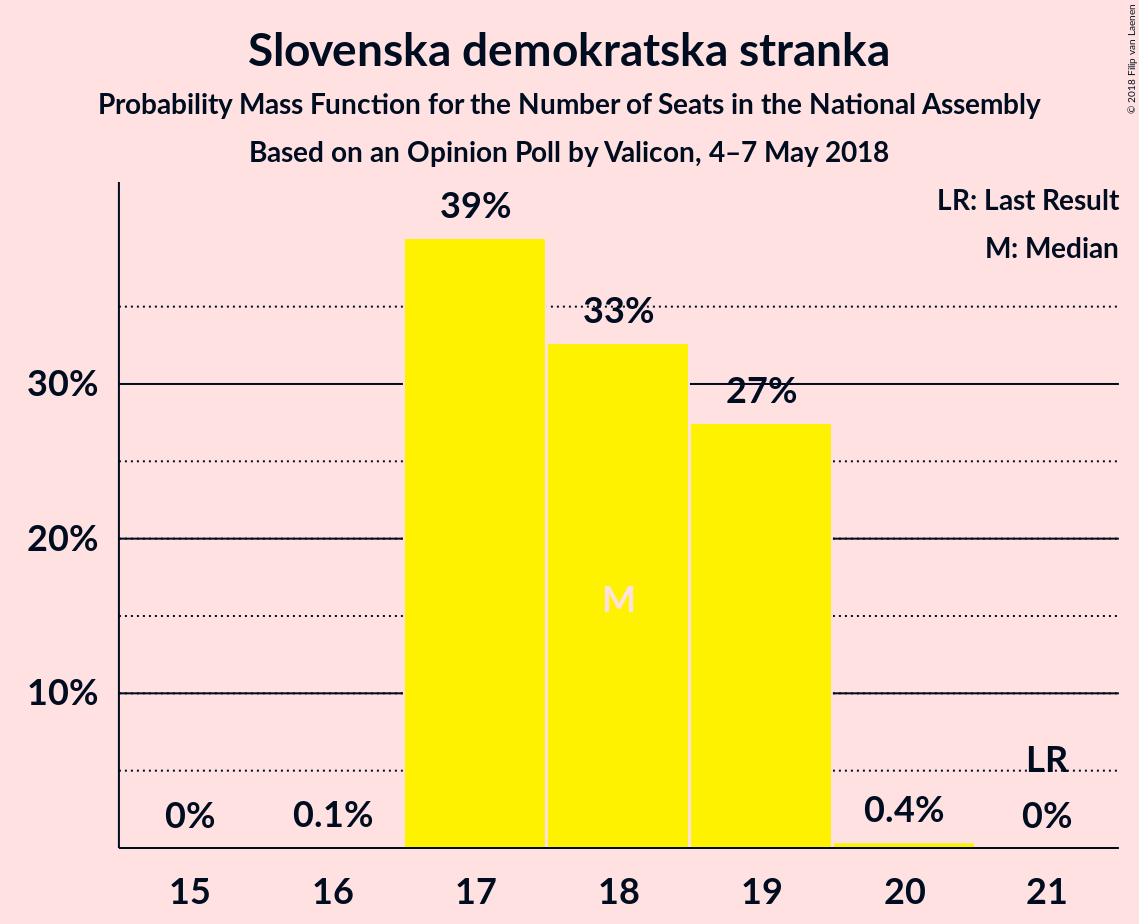 Slovenska demokratska stranka
Probability Mass Function for the Number of Seats in the National Assembly
Based on an Opinion Poll by Valicon, 4–7 May 2018
© 2018 Filip van Laenen
LR: Last Result
M: Median
39%
33%
27%
30%
20%
10%
M
LR
0%
0.1%
0.4%
0%
15
16
17
18
19
20
21